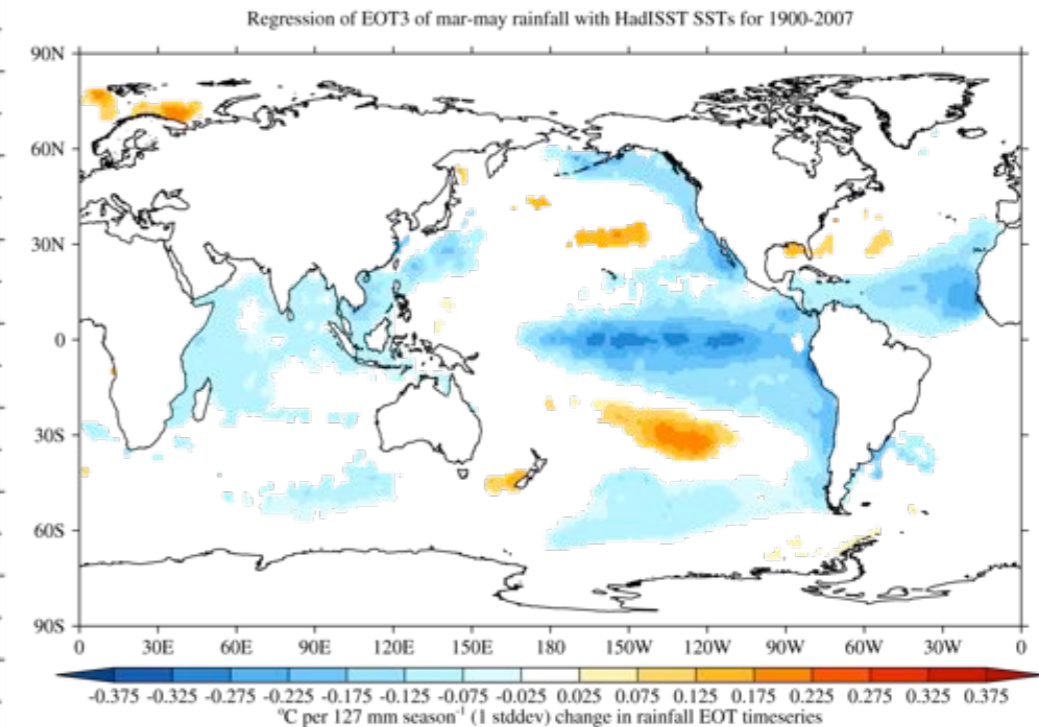 Regression of EOT3 of mar-may rainfall with HadISST SSTs for 1900-2007
90N
60N
30N
0
30S
60S
90S
0 30E 60E 90E 120E 150E 180 150W 120W 90W 60W 30W 0
-0.375 -0.325 -0.275 -0.225 -0.175 -0.125 -0.075 -0.025 0.025 0.075 0.125 0.175 0.225 0.275 0.325 0.375
°C per 127 mm season⁻¹ (1 stddev) change in rainfall EOT timeseries